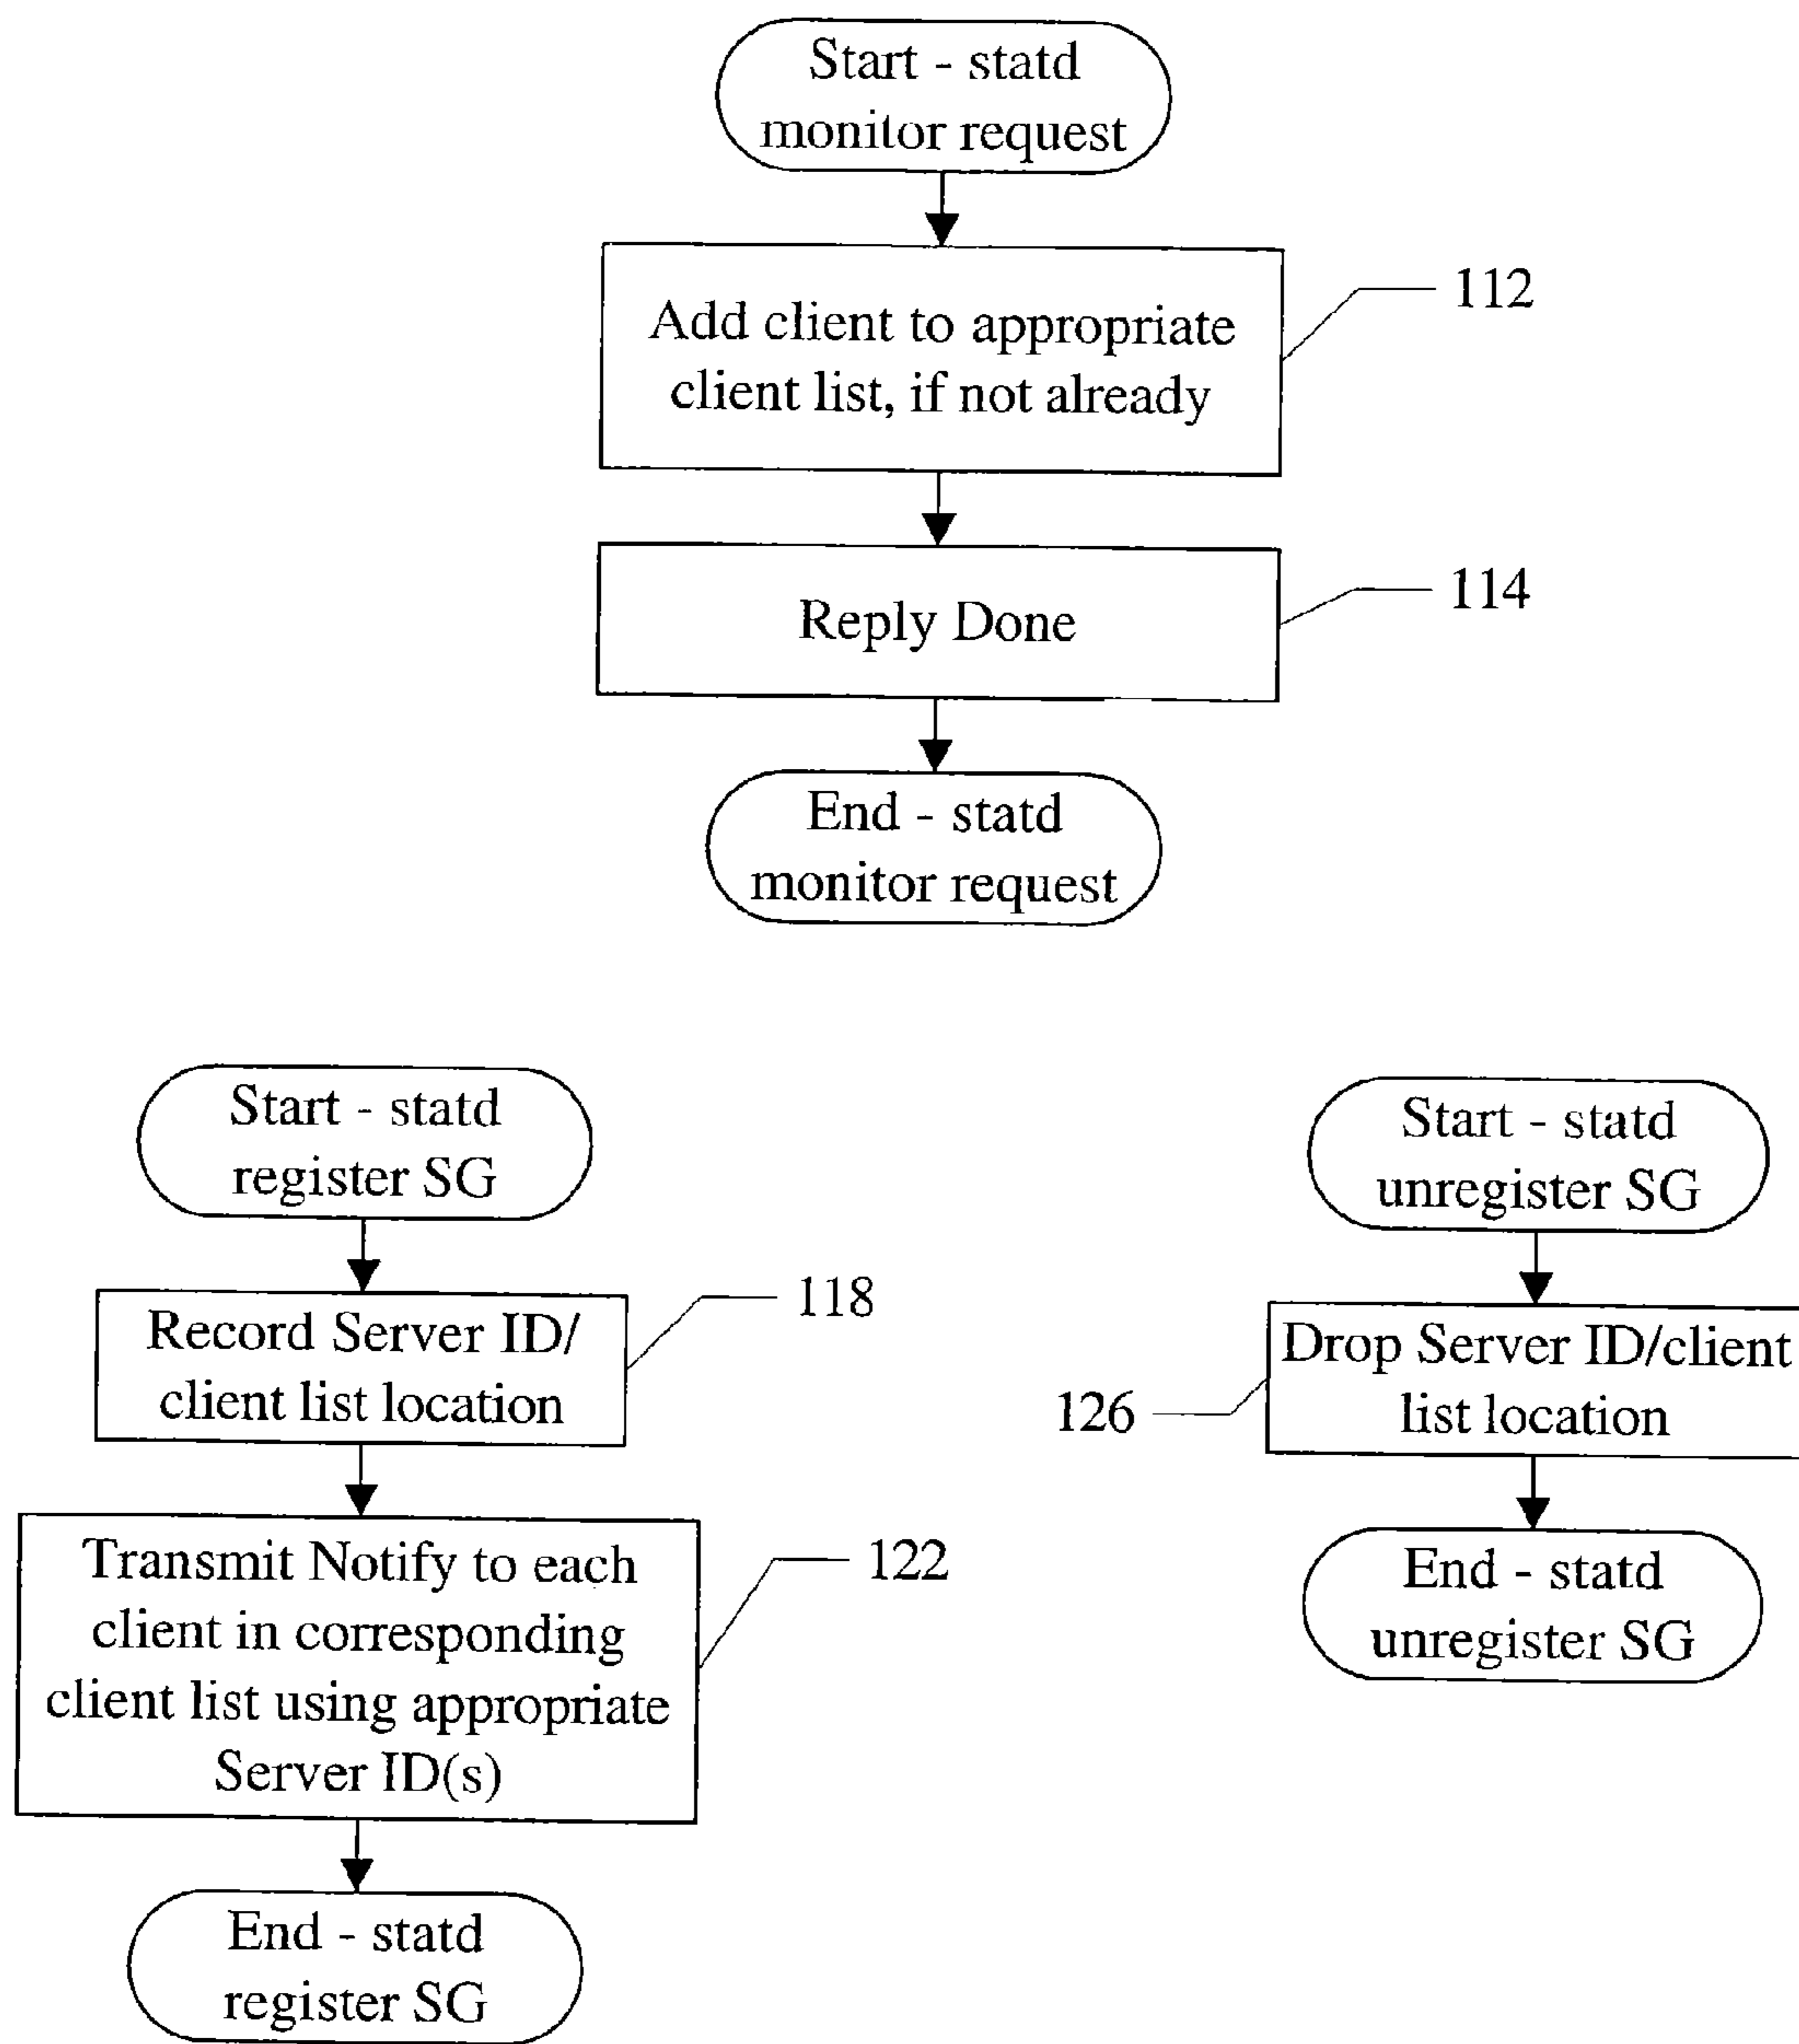 Start - statd
monitor request
Add client to appropriate
client list, if not already
112
Reply Done
114
End - statd
monitor request
Start - statd
register SG
Record Server ID/
client list location
118
Transmit Notify to each
client in corresponding
client list using appropriate
Server ID(s)
122
End - statd
register SG
Start - statd
unregister SG
Drop Server ID/client
list location
126
End - statd
unregister SG